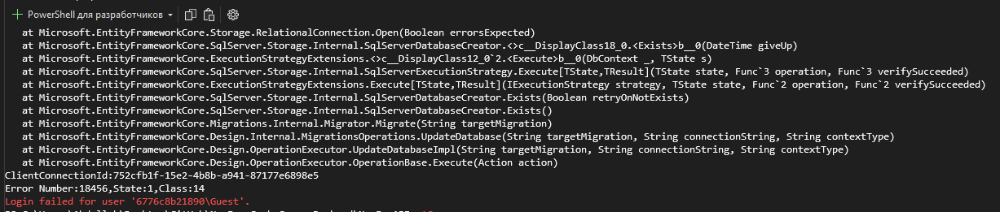 PowerShell для разработчиков
at Microsoft.EntityFrameworkCore.Storage.RelationalConnection.Open(Boolean errorsExpected)
at Microsoft.EntityFrameworkCore.SqlServer.Storage.Internal.SqlServerDatabaseCreator.<>c__DisplayClass18_0.<Exists>b__0(DateTime giveUp)
at Microsoft.EntityFrameworkCore.ExecutionStrategyExtensions.<>c__DisplayClass12_0`2.<Execute>b__0(DbContext _, TState s)
at Microsoft.EntityFrameworkCore.SqlServer.Storage.Internal.SqlServerExecutionStrategy.Execute[TState,TResult](TState state, Func`3 operation, Func`3 verifySucceeded)
at Microsoft.EntityFrameworkCore.ExecutionStrategyExtensions.Execute[TState,TResult](IExecutionStrategy strategy, TState state, Func`2 operation, Func`2 verifySucceeded)
at Microsoft.EntityFrameworkCore.SqlServer.Storage.Internal.SqlServerDatabaseCreator.Exists(Boolean retryOnNotExists)
at Microsoft.EntityFrameworkCore.SqlServer.Storage.Internal.SqlServerDatabaseCreator.Exists()
at Microsoft.EntityFrameworkCore.Migrations.Internal.Migrator.Migrate(String targetMigration)
at Microsoft.EntityFrameworkCore.Design.Internal.MigrationsOperations.UpdateDatabase(String targetMigration, String connectionString, String contextType)
at Microsoft.EntityFrameworkCore.Design.OperationExecutor.UpdateDatabaseImpl(String targetMigration, String connectionString, String contextType)
at Microsoft.EntityFrameworkCore.Design.OperationExecutor.OperationBase.Execute(Action action)
ClientConnectionId:752cfb1f-15e2-4b8b-a941-87177e6898e5
Error Number:18456,State:1,Class:14
Login failed for user '6776c8b21890\Guest'.